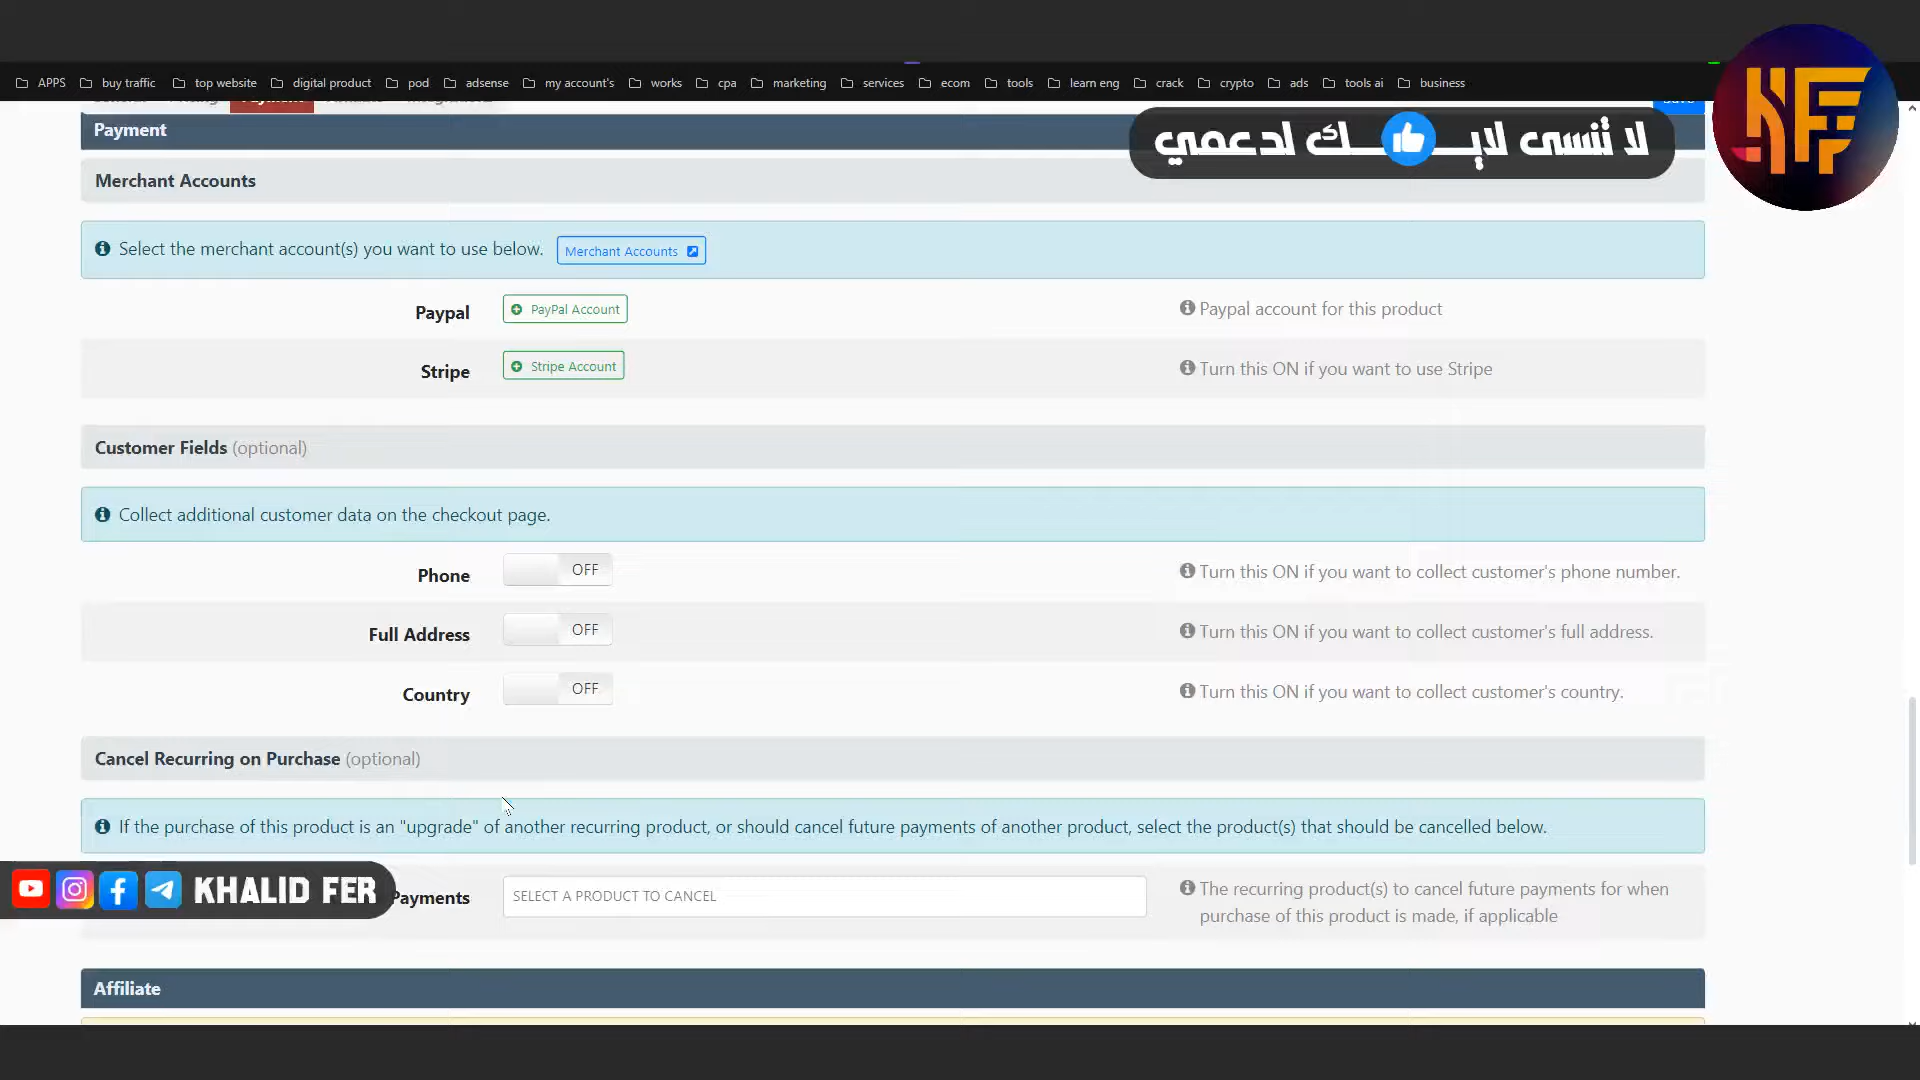 APPS buy traffic top website digital product pod adsense my account's works cpa marketing services ecom tools learn eng crack crypto ads tools ai business
Payment
لا تنسى لايـــك لدعمي
Merchant Accounts
Select the merchant account(s) you want to use below. Merchant Accounts
Paypal PayPal Account Paypal account for this product
Stripe Stripe Account Turn this ON if you want to use Stripe
Customer Fields (optional)
Collect additional customer data on the checkout page.
Phone OFF Turn this ON if you want to collect customer's phone number.
Full Address OFF Turn this ON if you want to collect customer's full address.
Country OFF Turn this ON if you want to collect customer's country.
Cancel Recurring on Purchase (optional)
If the purchase of this product is an "upgrade" of another recurring product, or should cancel future payments of another product, select the product(s) that should be cancelled below.
KHALID FER
Payments SELECT A PRODUCT TO CANCEL The recurring product(s) to cancel future payments for when
purchase of this product is made, if applicable
Affiliate